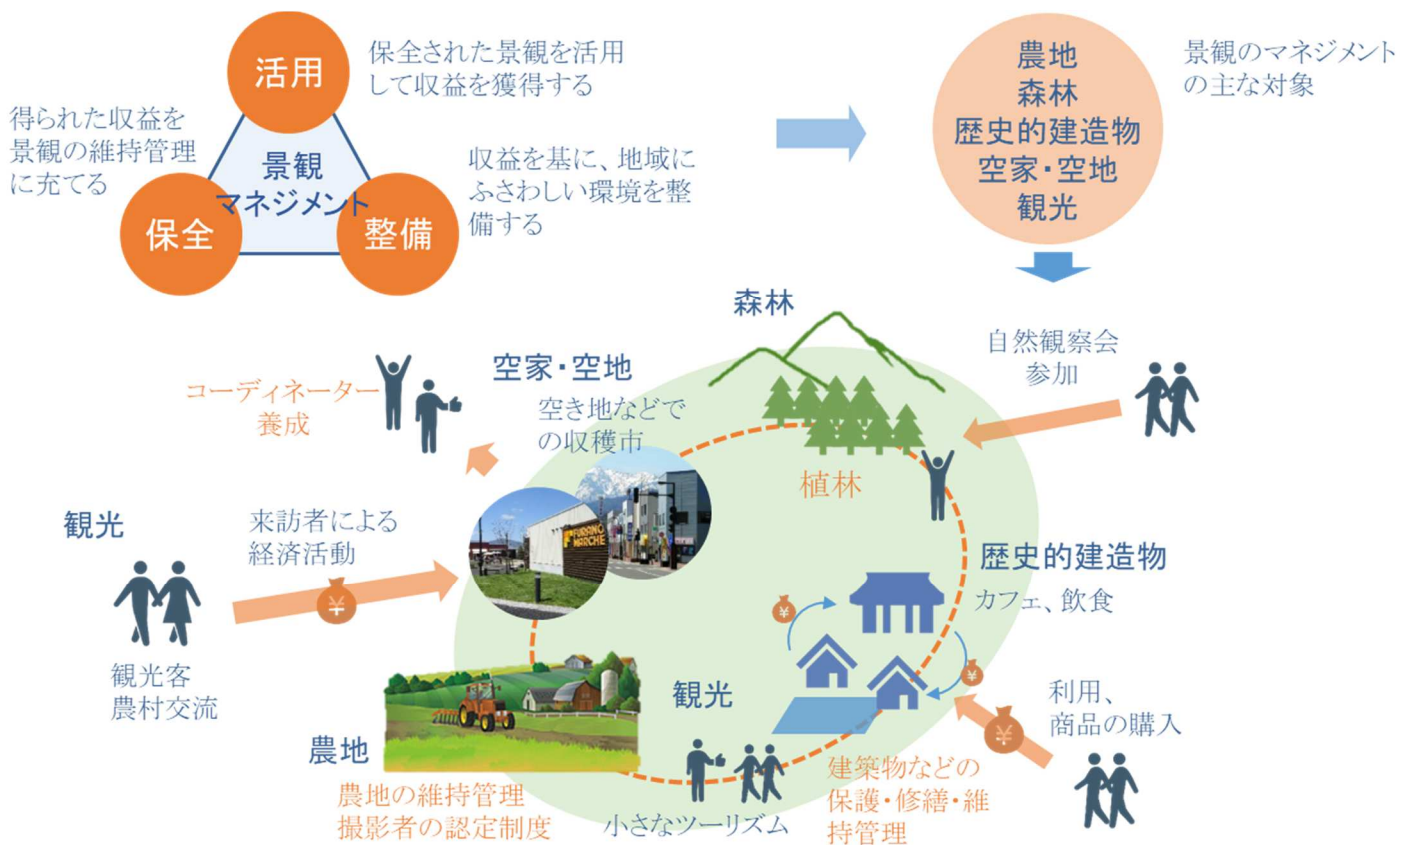 活用
保全された景観を活用
して収益を獲得する
得られた収益を
景観の維持管理
に充てる
景観
マネジメント
収益を基に、地域に
ふさわしい環境を整
備する
保全
整備
農地
森林
歴史的建造物
空家・空地
観光
景観のマネジメント
の主な対象
森林
自然観察会
参加
空家・空地
空き地などで
の収穫市
コーディネーター
養成
植林
観光
来訪者による
経済活動
¥
FURANO
MARCHE
歴史的建造物
カフェ、飲食
¥
¥
観光客
農村交流
観光
利用、
商品の購入
¥
農地
農地の維持管理
撮影者の認定制度
小さなツーリズム
建築物などの
保護・修繕・維
持管理